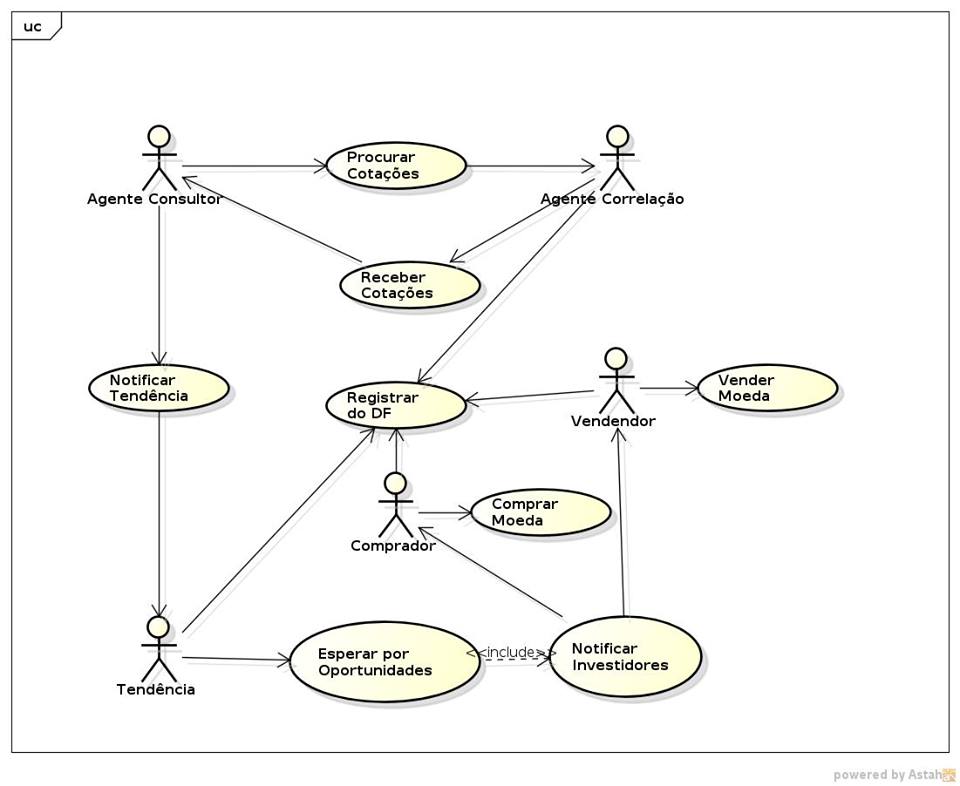 uc
Procurar
Cotações
Agente Consultor
Agente Correlação
Receber
Cotações
Notificar
Tendência
Registrar
do DF
Vender
Moeda
Vendendor
Comprar
Moeda
Comprador
Esperar por
Oportunidades
<<include>>
Notificar
Investidores
Tendência
powered by Astah